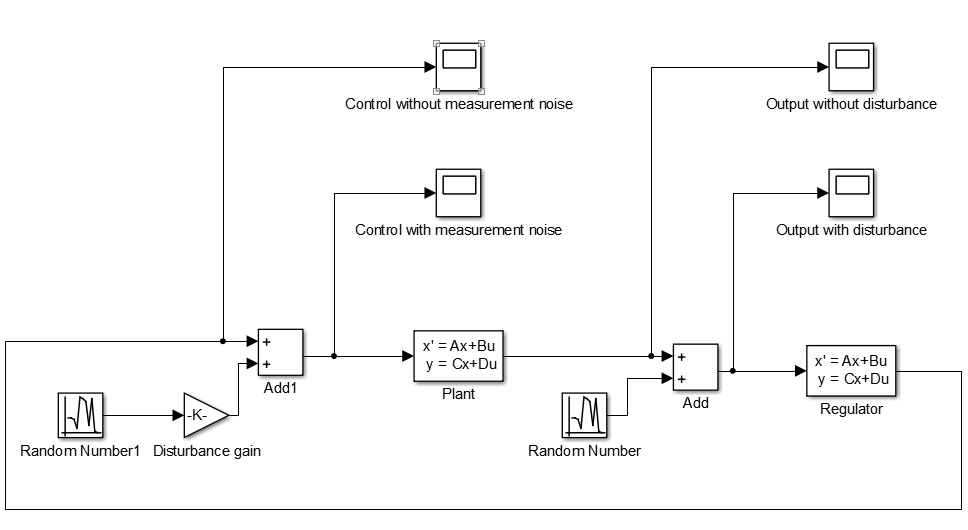 Control without measurement noise
Output without disturbance
Control with measurement noise
Output with disturbance
+
+
Add1
x' = Ax+Bu
y = Cx+Du
Plant
+
+
Add
x' = Ax+Bu
y = Cx+Du
Regulator
Random Number1
-K-
Disturbance gain
Random Number